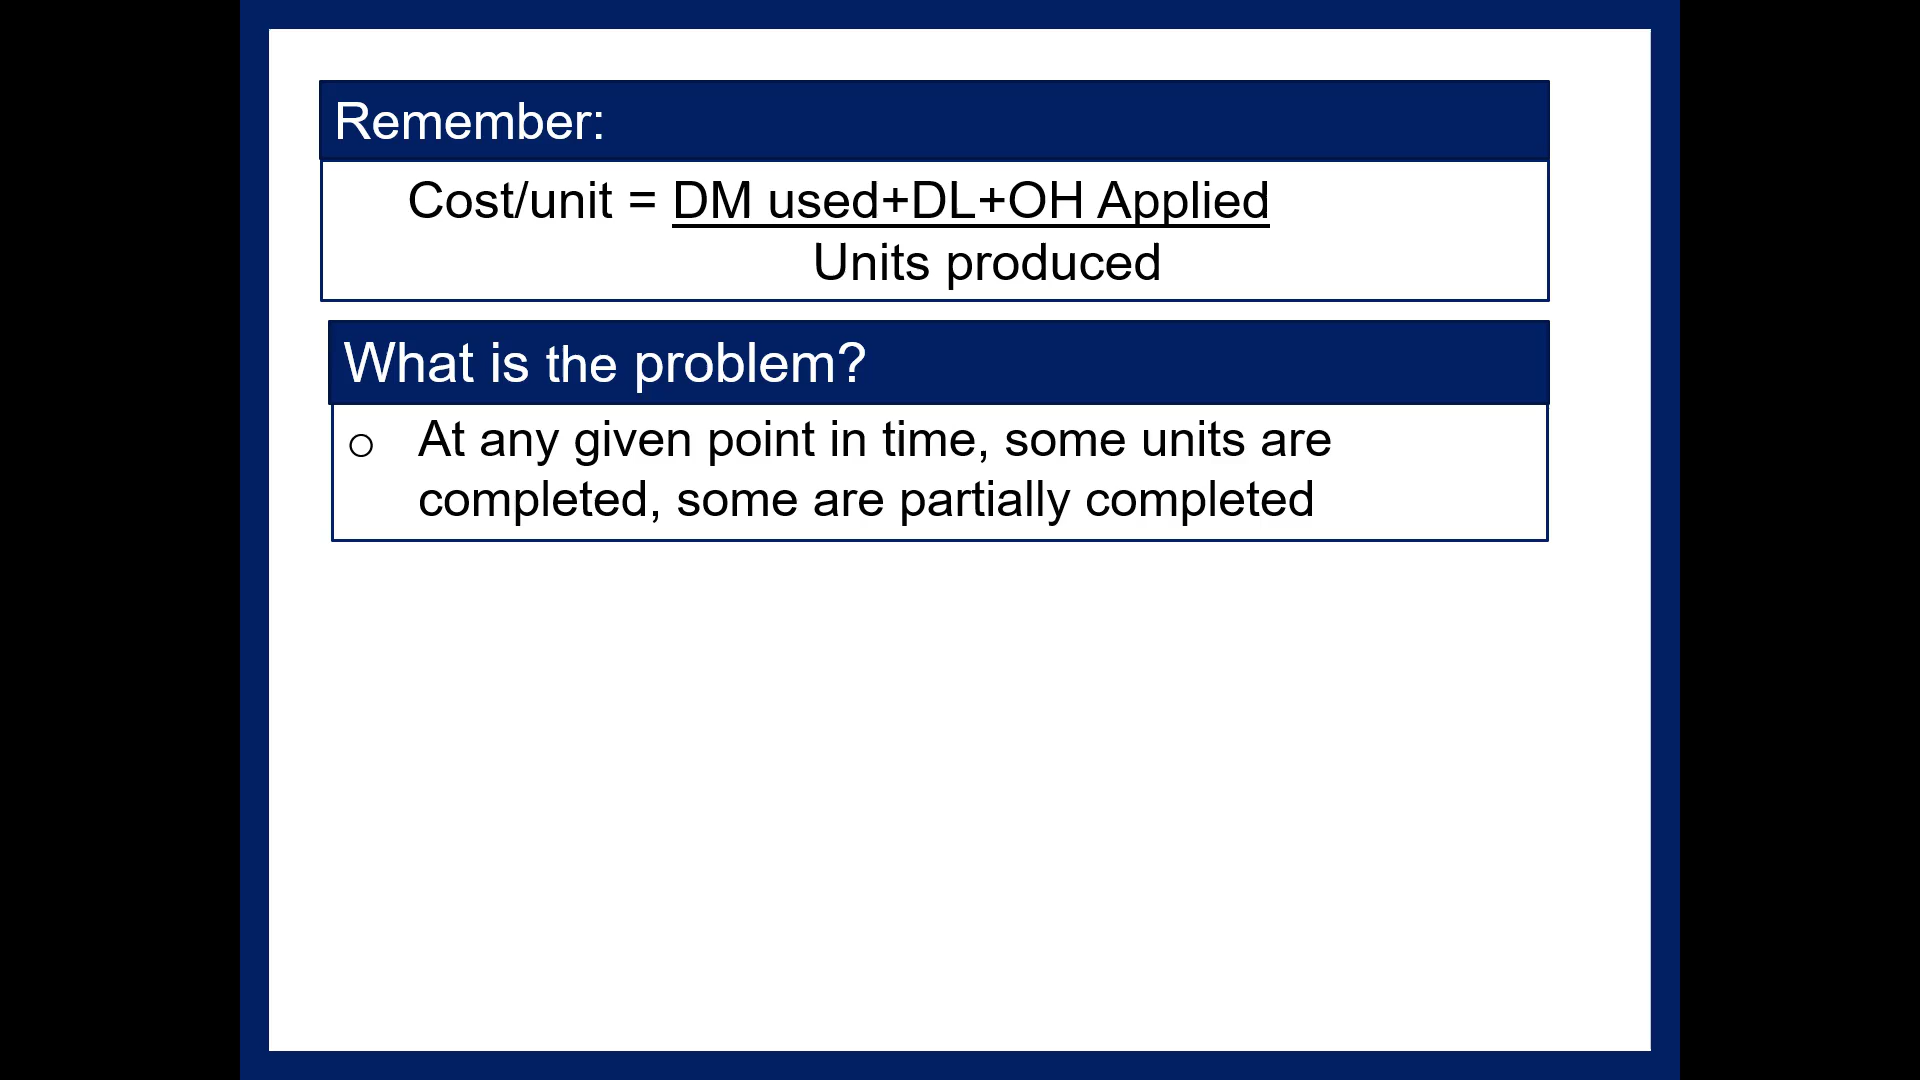 Remember:
Cost/unit = DM used+DL+OH Applied
Units produced
What is the problem?
o At any given point in time, some units are
completed, some are partially completed